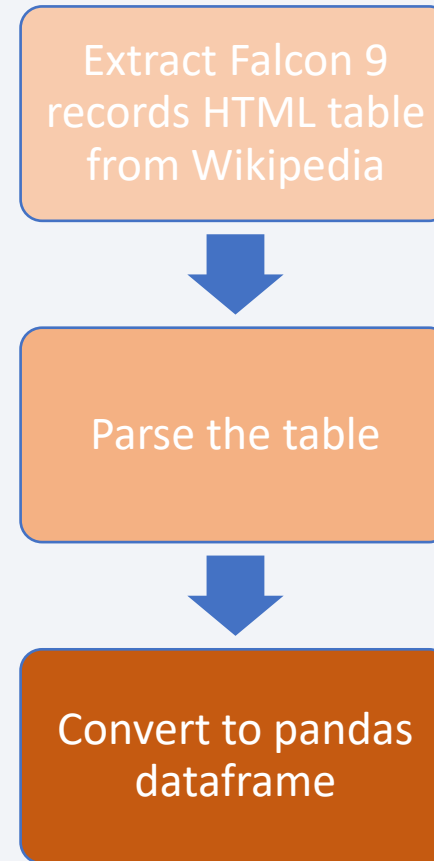 Extract Falcon 9
records HTML table
from Wikipedia
Parse the table
Convert to pandas
dataframe